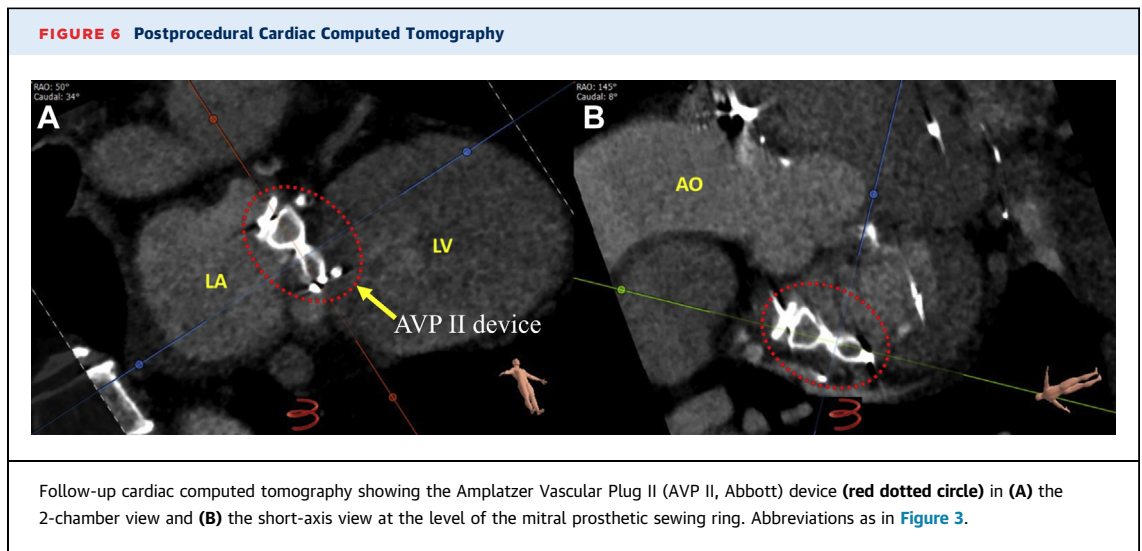 FIGURE 6 Postprocedural Cardiac Computed Tomography
RAO: 50°
Caudal: 34°
A
LA
LV
AVP II device
RAO: 145°
Caudal: 8°
B
AO
Follow-up cardiac computed tomography showing the Amplatzer Vascular Plug II (AVP II, Abbott) device (red dotted circle) in (A) the
2-chamber view and (B) the short-axis view at the level of the mitral prosthetic sewing ring. Abbreviations as in Figure 3.